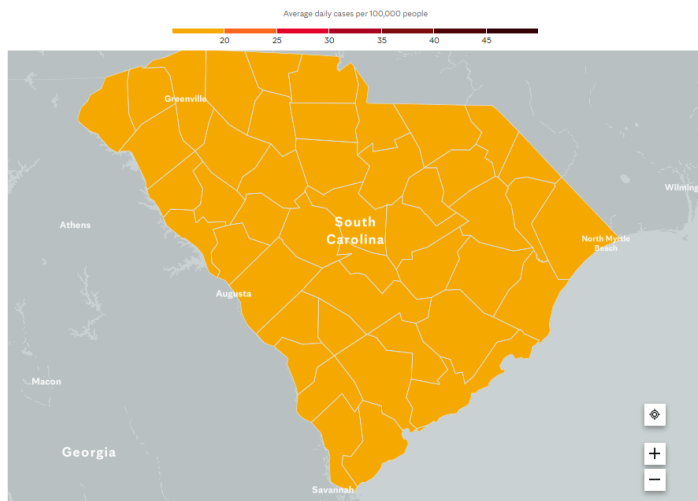 Average daily cases per 100,000 people
20 25 30 35 40 45
Greenville
Wilming
South
Carolina
Athens
North Myrtle
Beach
Augusta
Macon
Georgia
Savannah